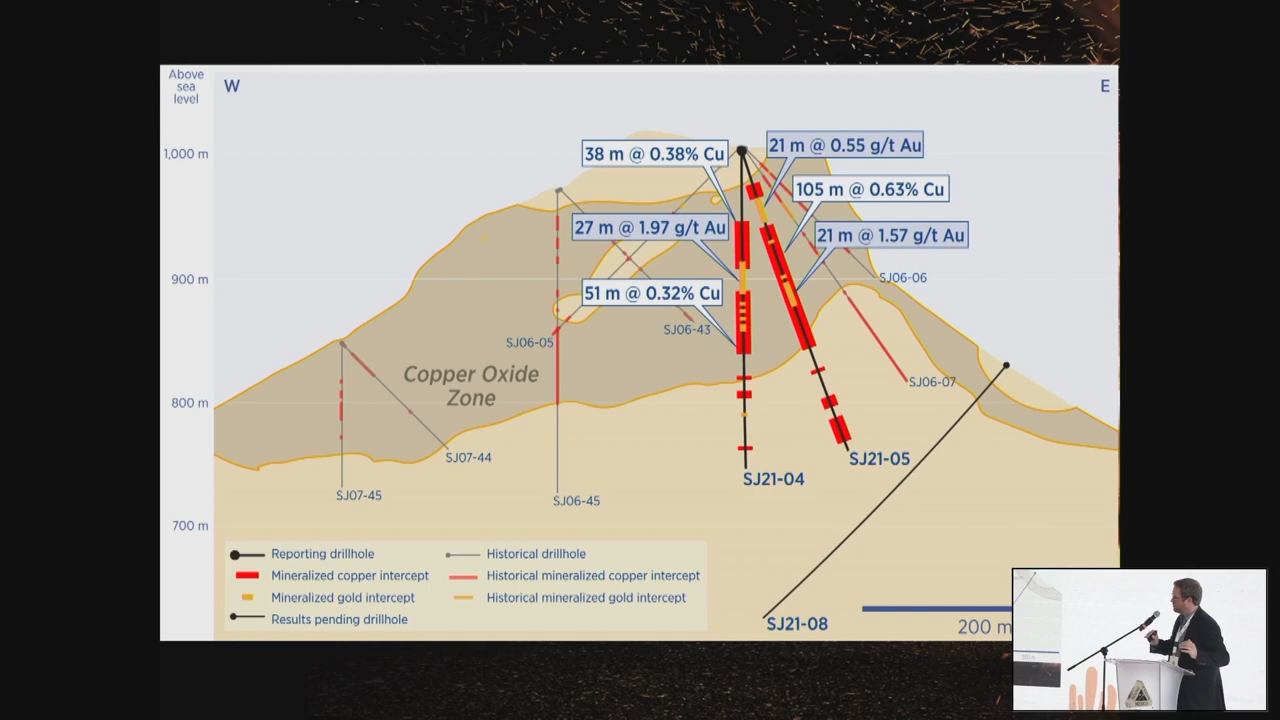 Above
sea
level
W
E
1,000 m
900 m
800 m
700 m
38 m @ 0.38% Cu
21 m @ 0.55 g/t Au
105 m @ 0.63% Cu
27 m @ 1.97 g/t Au
21 m @ 1.57 g/t Au
51 m @ 0.32% Cu
SJ06-06
SJ06-43
SJ06-05
SJ06-07
Copper Oxide
Zone
SJ07-44
SJ21-05
SJ21-04
SJ07-45
SJ06-45
SJ21-08
Reporting drillhole
Mineralized copper intercept
Mineralized gold intercept
Results pending drillhole
Historical drillhole
Historical mineralized copper intercept
Historical mineralized gold intercept
200 m